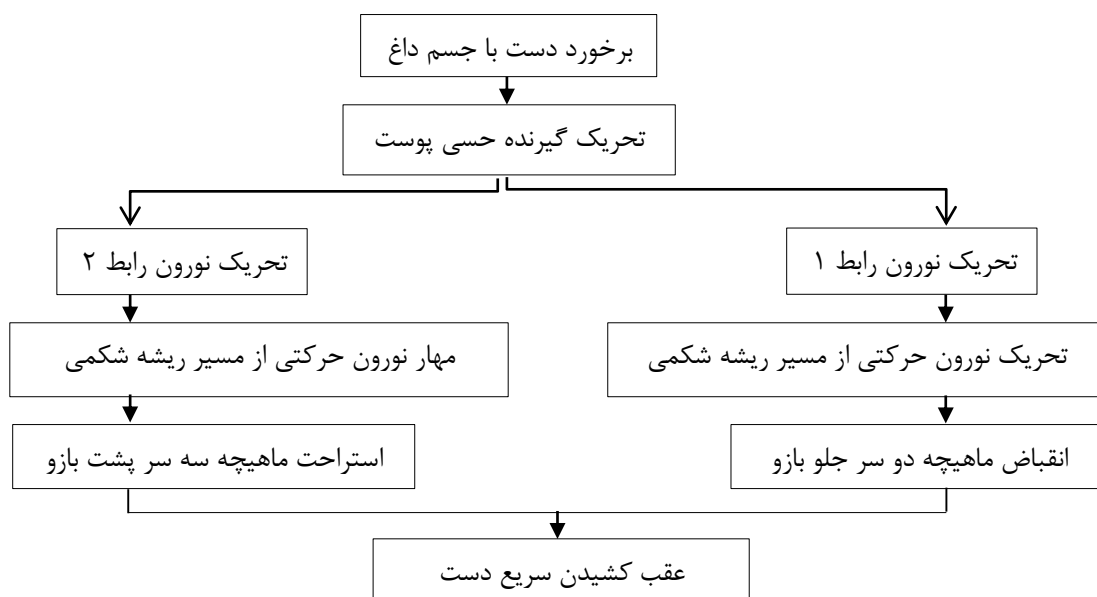 برخورد دست با جسم داغ
تحریک گیرنده حسی پوست
تحریک نورون رابط ۱
تحریک نورون رابط ۲
تحریک نورون حرکتی از مسیر ریشه شکمی
مهار نورون حرکتی از مسیر ریشه شکمی
انقباض ماهیچه دو سر جلو بازو
استراحت ماهیچه سه سر پشت بازو
عقب کشیدن سریع دست